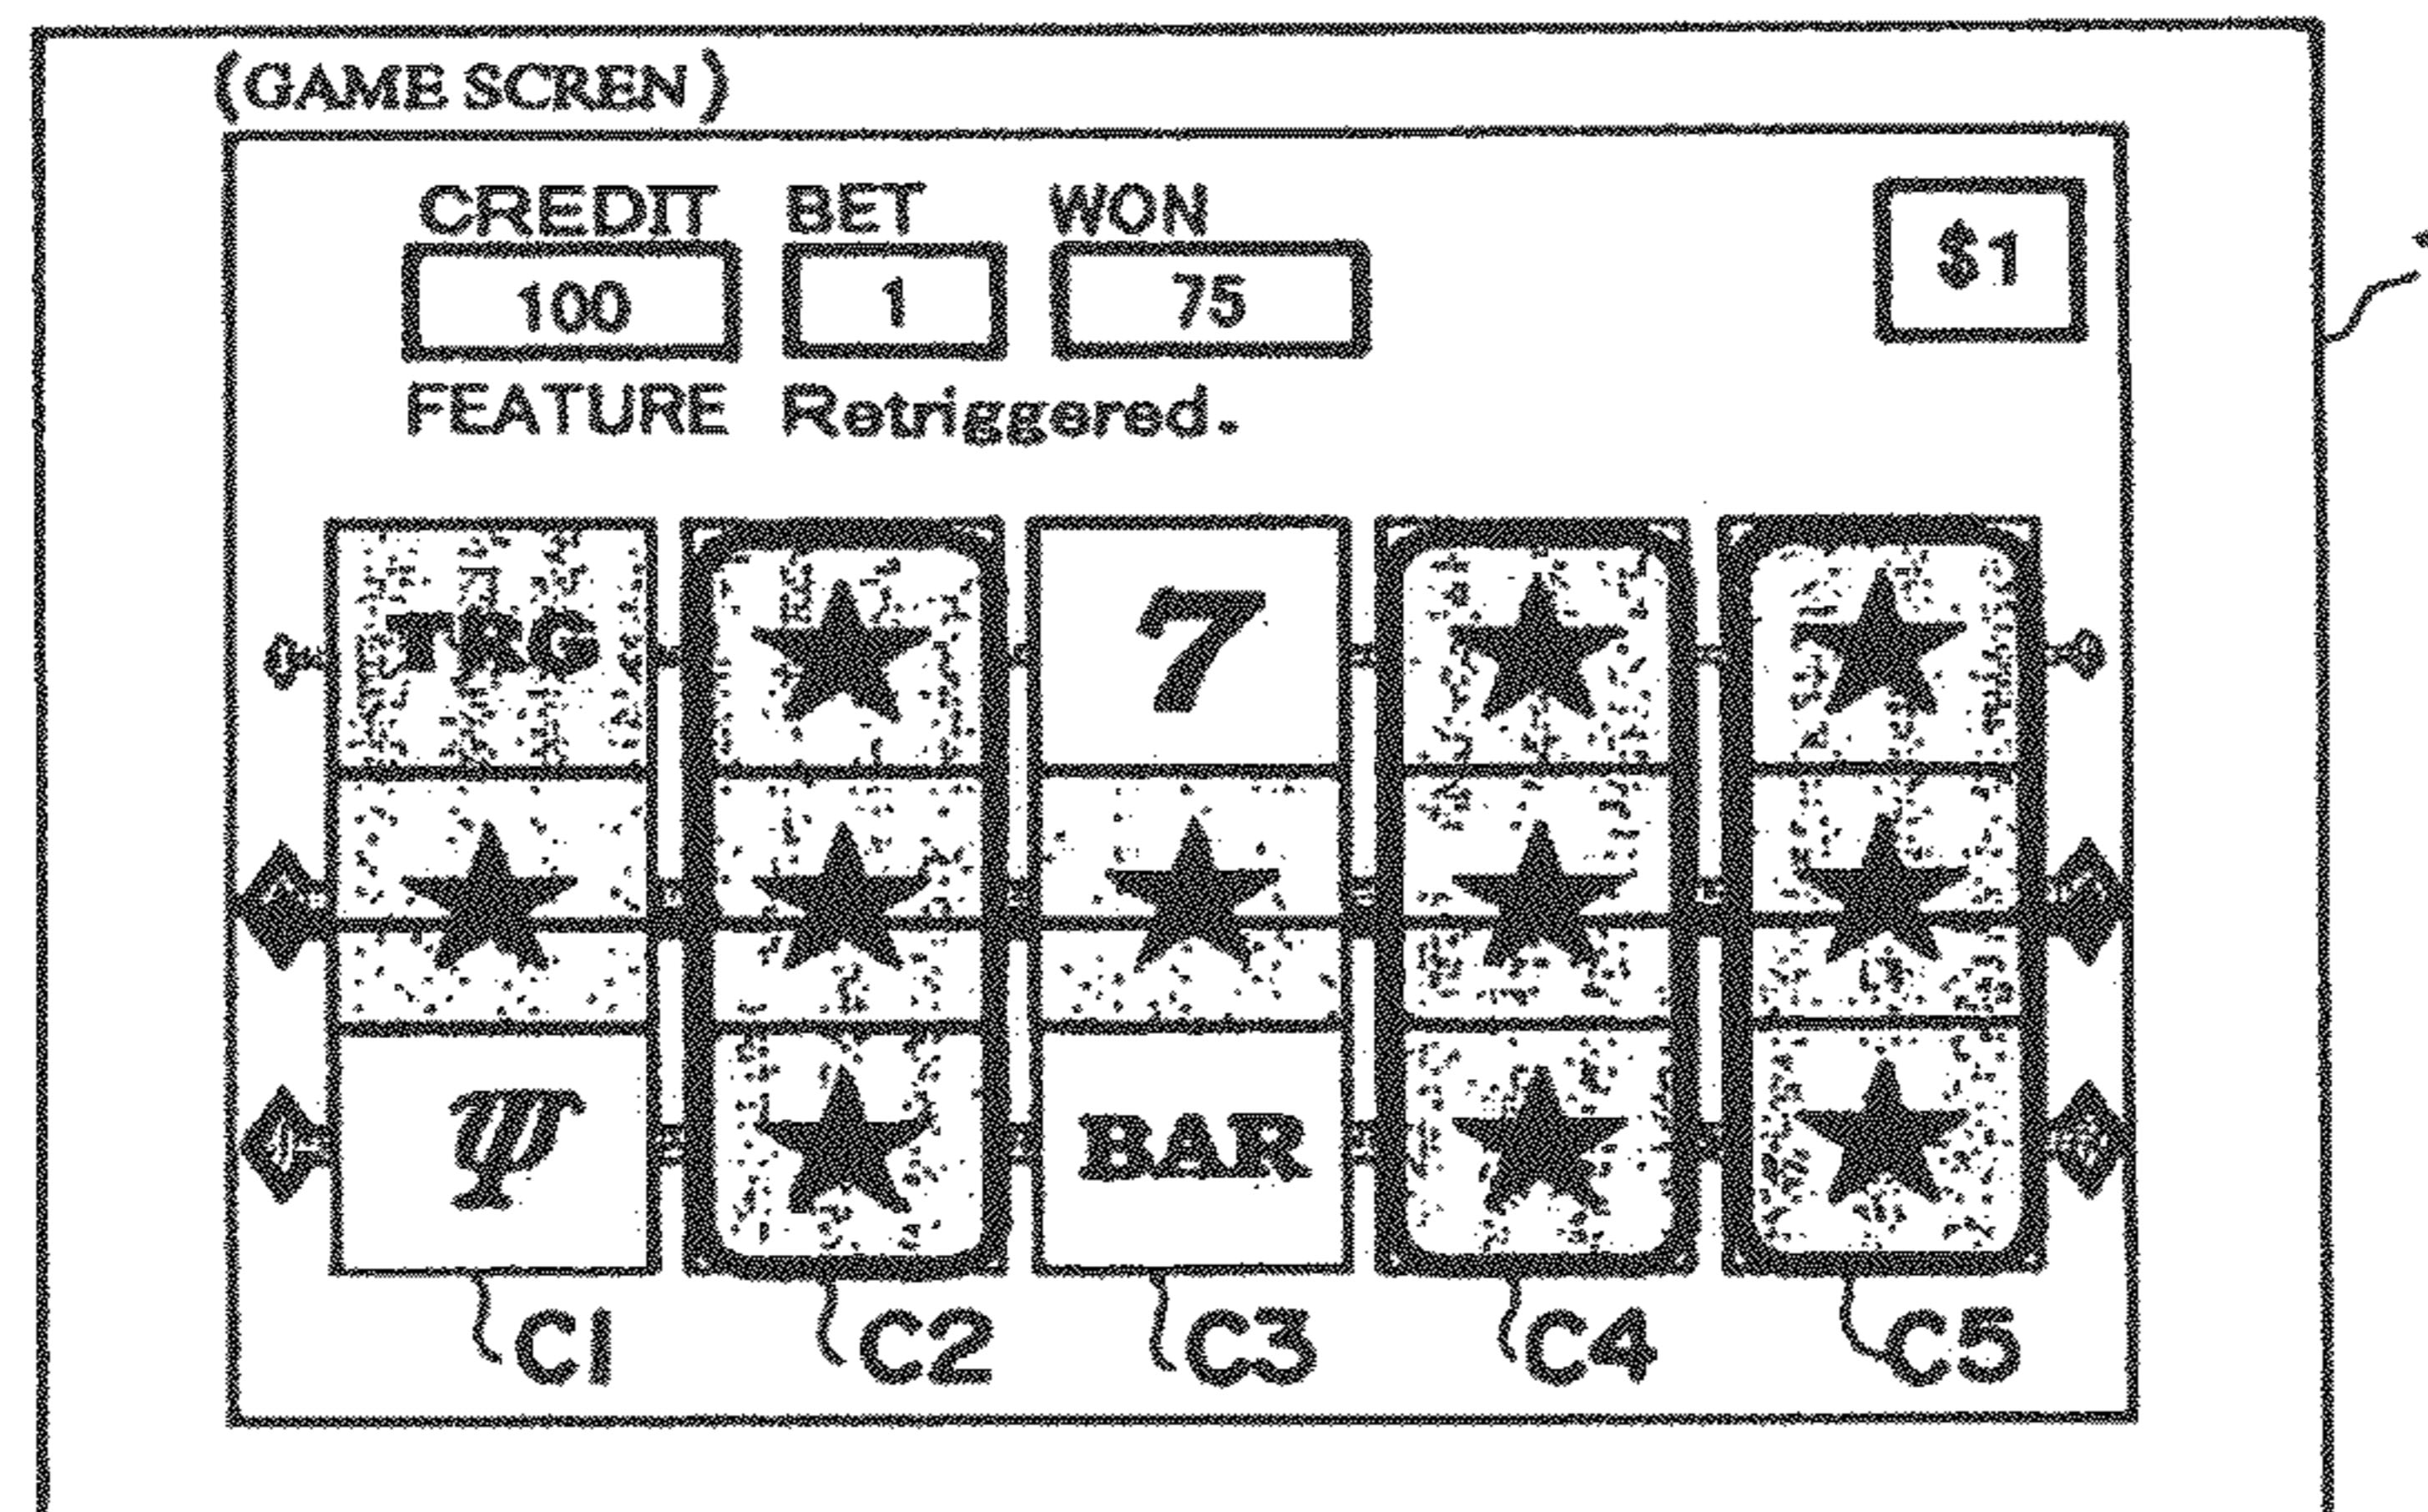 (GAME SCREN)
CREDIT BET WON
100 1 75
$1
FEATURE Retriggered.
TRG 7
BAR
C1 C2 C3 C4 C5